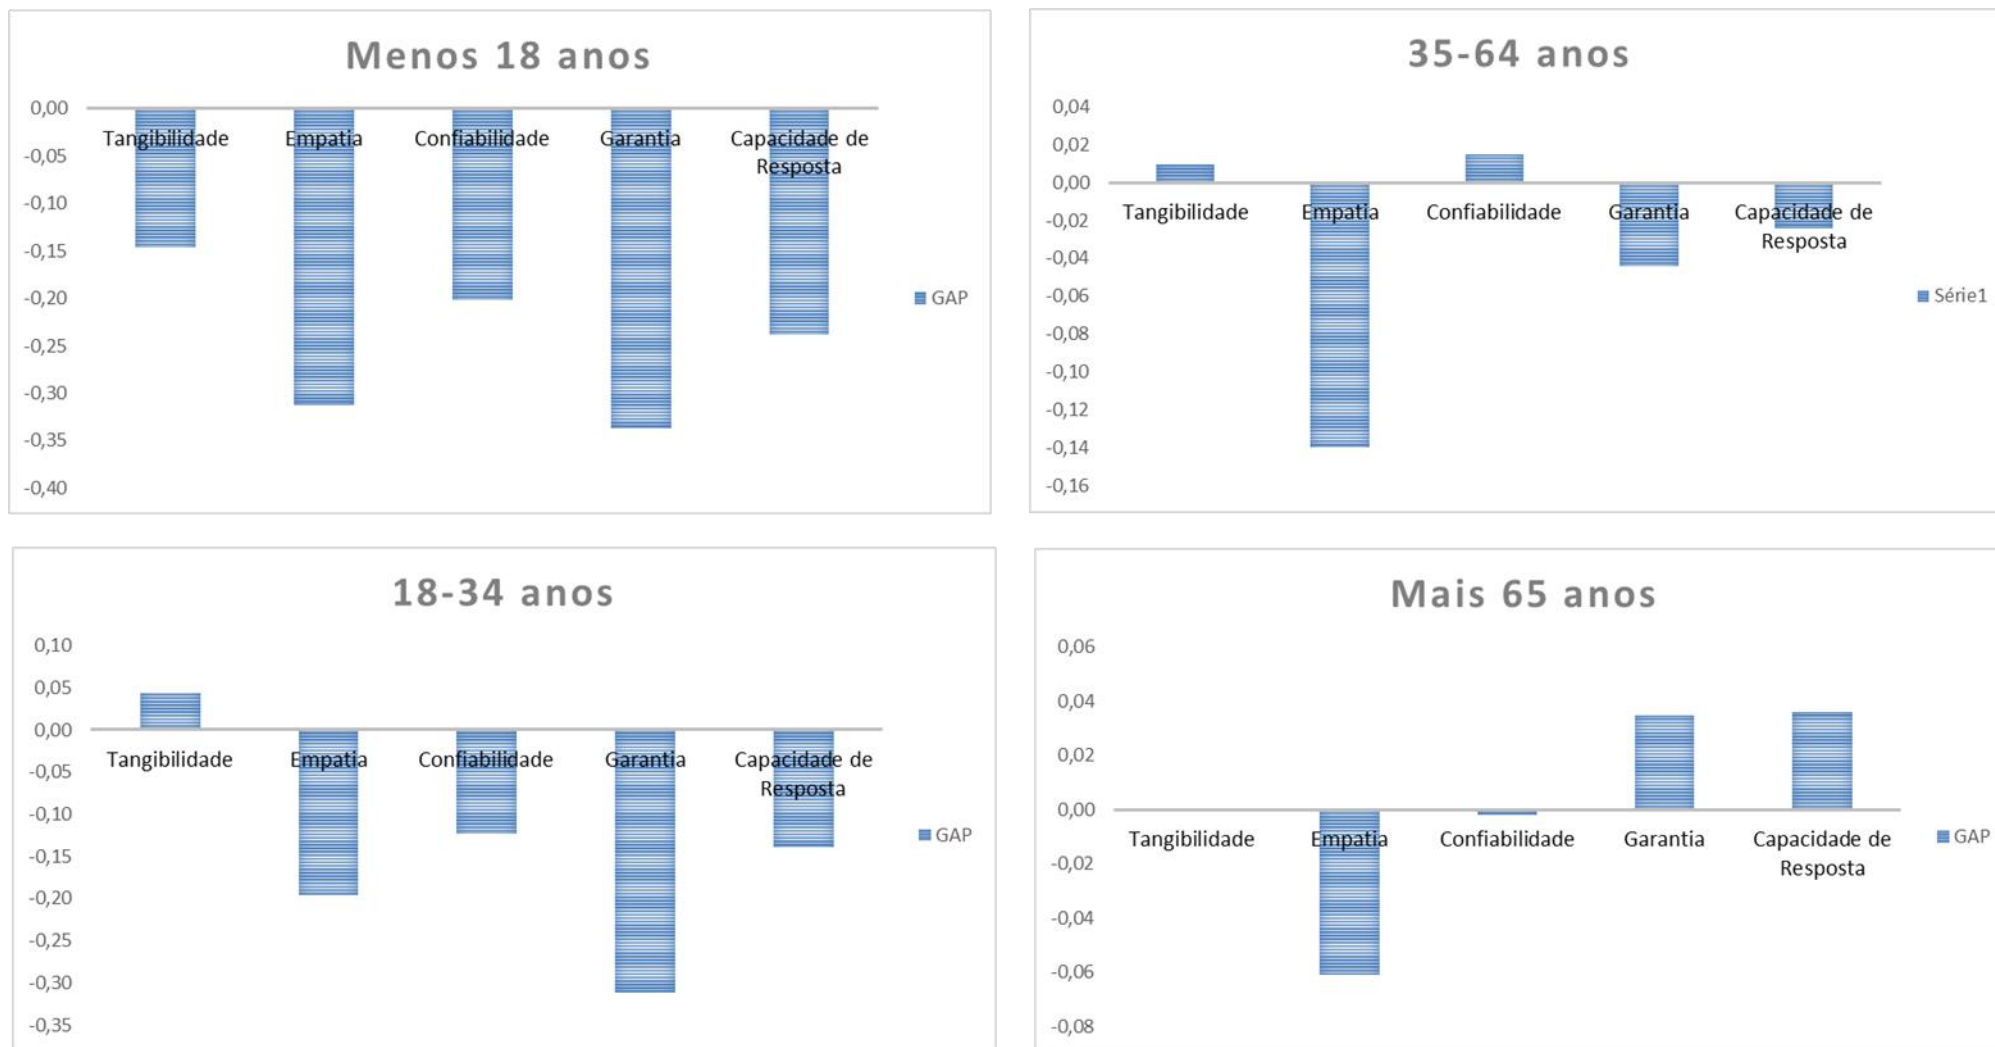 Menos 18 anos
0,00
-0,05
-0,10
-0,15
-0,20
-0,25
-0,30
-0,35
-0,40
Tangibilidade
Empatia
Confiabilidade
Garantia
Capacidade de
Resposta
GAP
35-64 anos
0,04
0,02
0,00
-0,02
-0,04
-0,06
-0,08
-0,10
-0,12
-0,14
-0,16
Tangibilidade
Empatia
Confiabilidade
Garantia
Capacidade de
Resposta
Série1
18-34 anos
0,10
0,05
0,00
-0,05
-0,10
-0,15
-0,20
-0,25
-0,30
-0,35
Tangibilidade
Empatia
Confiabilidade
Garantia
Capacidade de
Resposta
GAP
Mais 65 anos
0,06
0,04
0,02
0,00
-0,02
-0,04
-0,06
-0,08
Tangibilidade
Empatia
Confiabilidade
Garantia
Capacidade de
Resposta
GAP